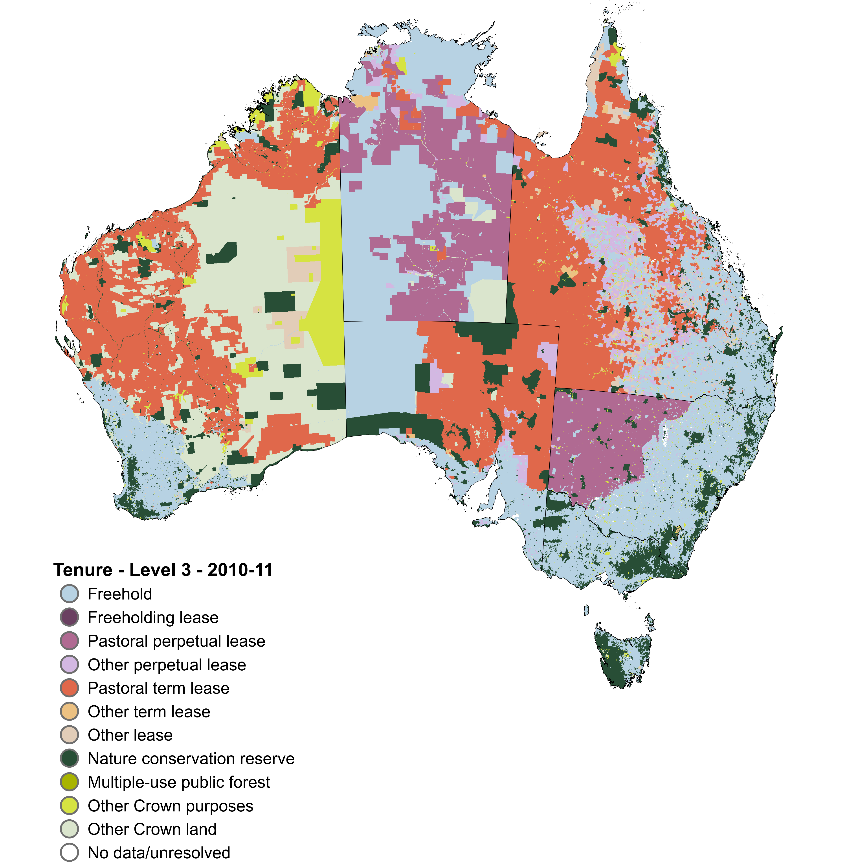 Tenure - Level 3 - 2010-11
Freehold
Freeholding lease
Pastoral perpetual lease
Other perpetual lease
Pastoral term lease
Other term lease
Other lease
Nature conservation reserve
Multiple-use public forest
Other Crown purposes
Other Crown land
No data/unresolved